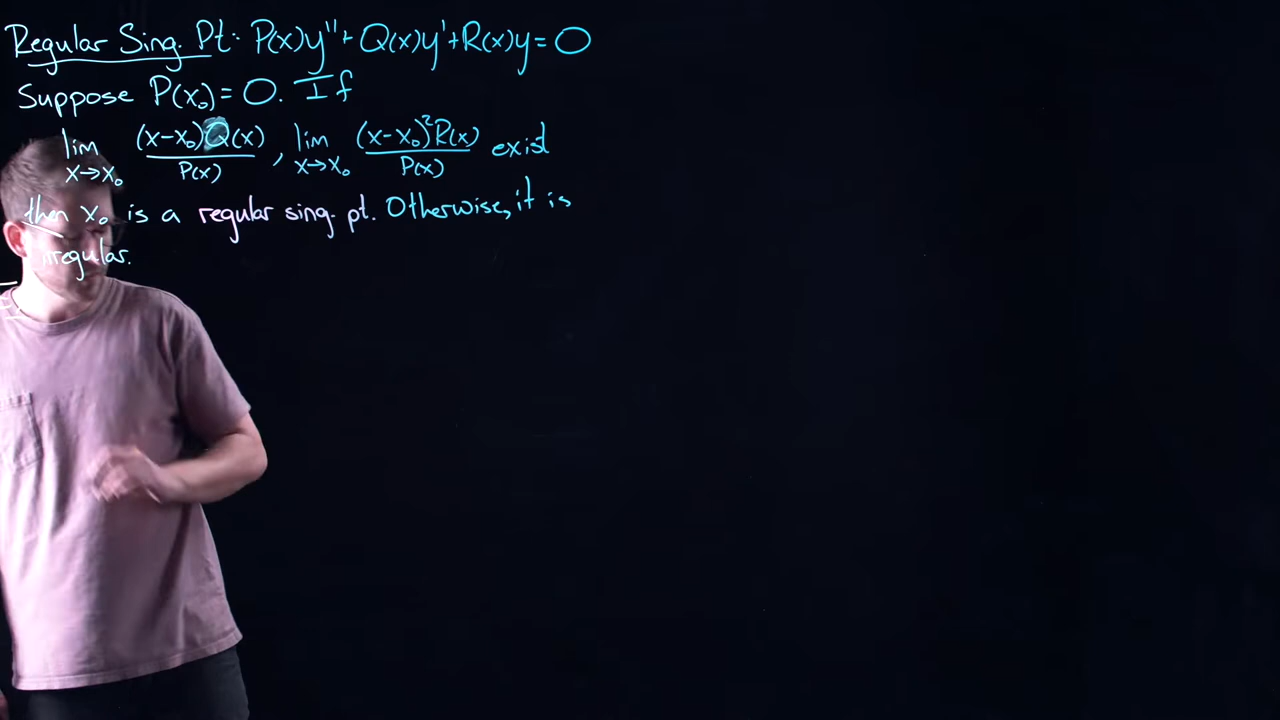 Regular Sing. Pt: P(x)y''+Q(x)y'+R(x)y=0
Suppose P(x₀)=0. If
lim x→x₀ (x-x₀)Q(x)/P(x), lim x→x₀ (x-x₀)²R(x)/P(x) exist
then x₀ is a regular sing. pt. Otherwise, it is
irregular.